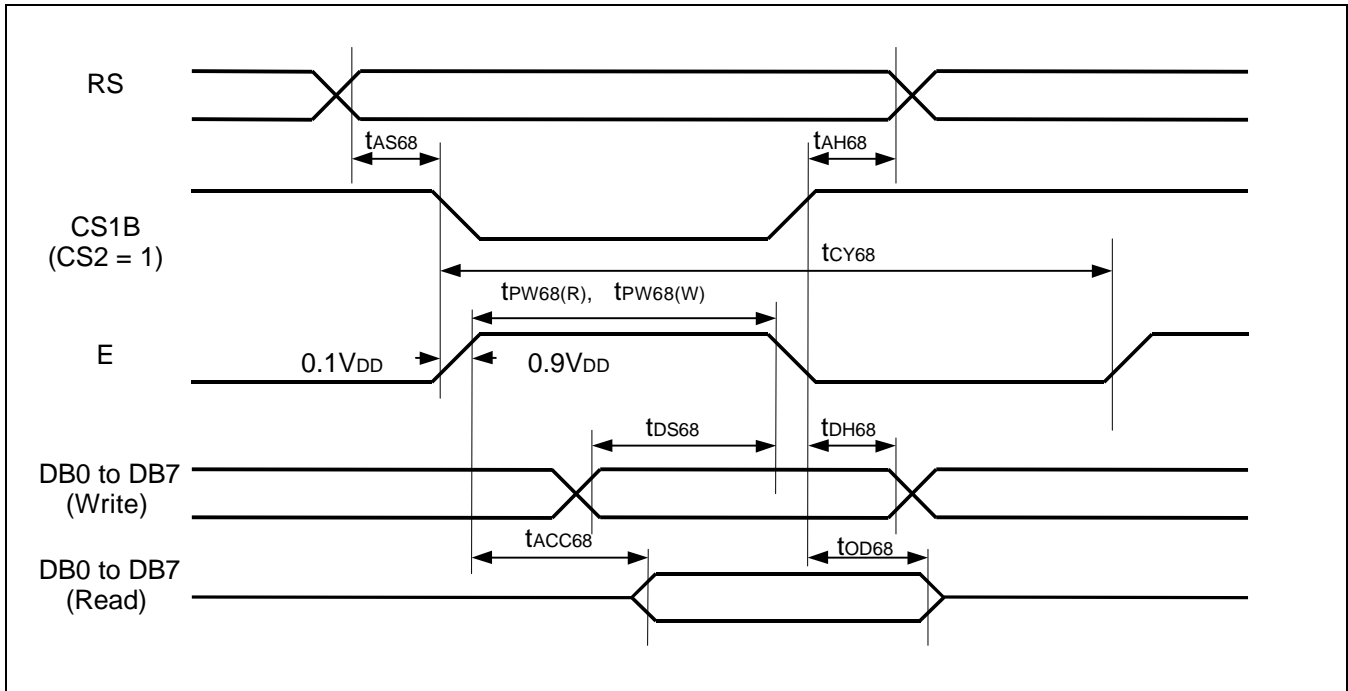 RS
tAS68
tAH68
CS1B
(CS2 = 1)
tCY68
tPW68(R), tPW68(W)
E
0.1VDD
0.9VDD
tDS68
tDH68
DB0 to DB7
(Write)
tACC68
tOD68
DB0 to DB7
(Read)